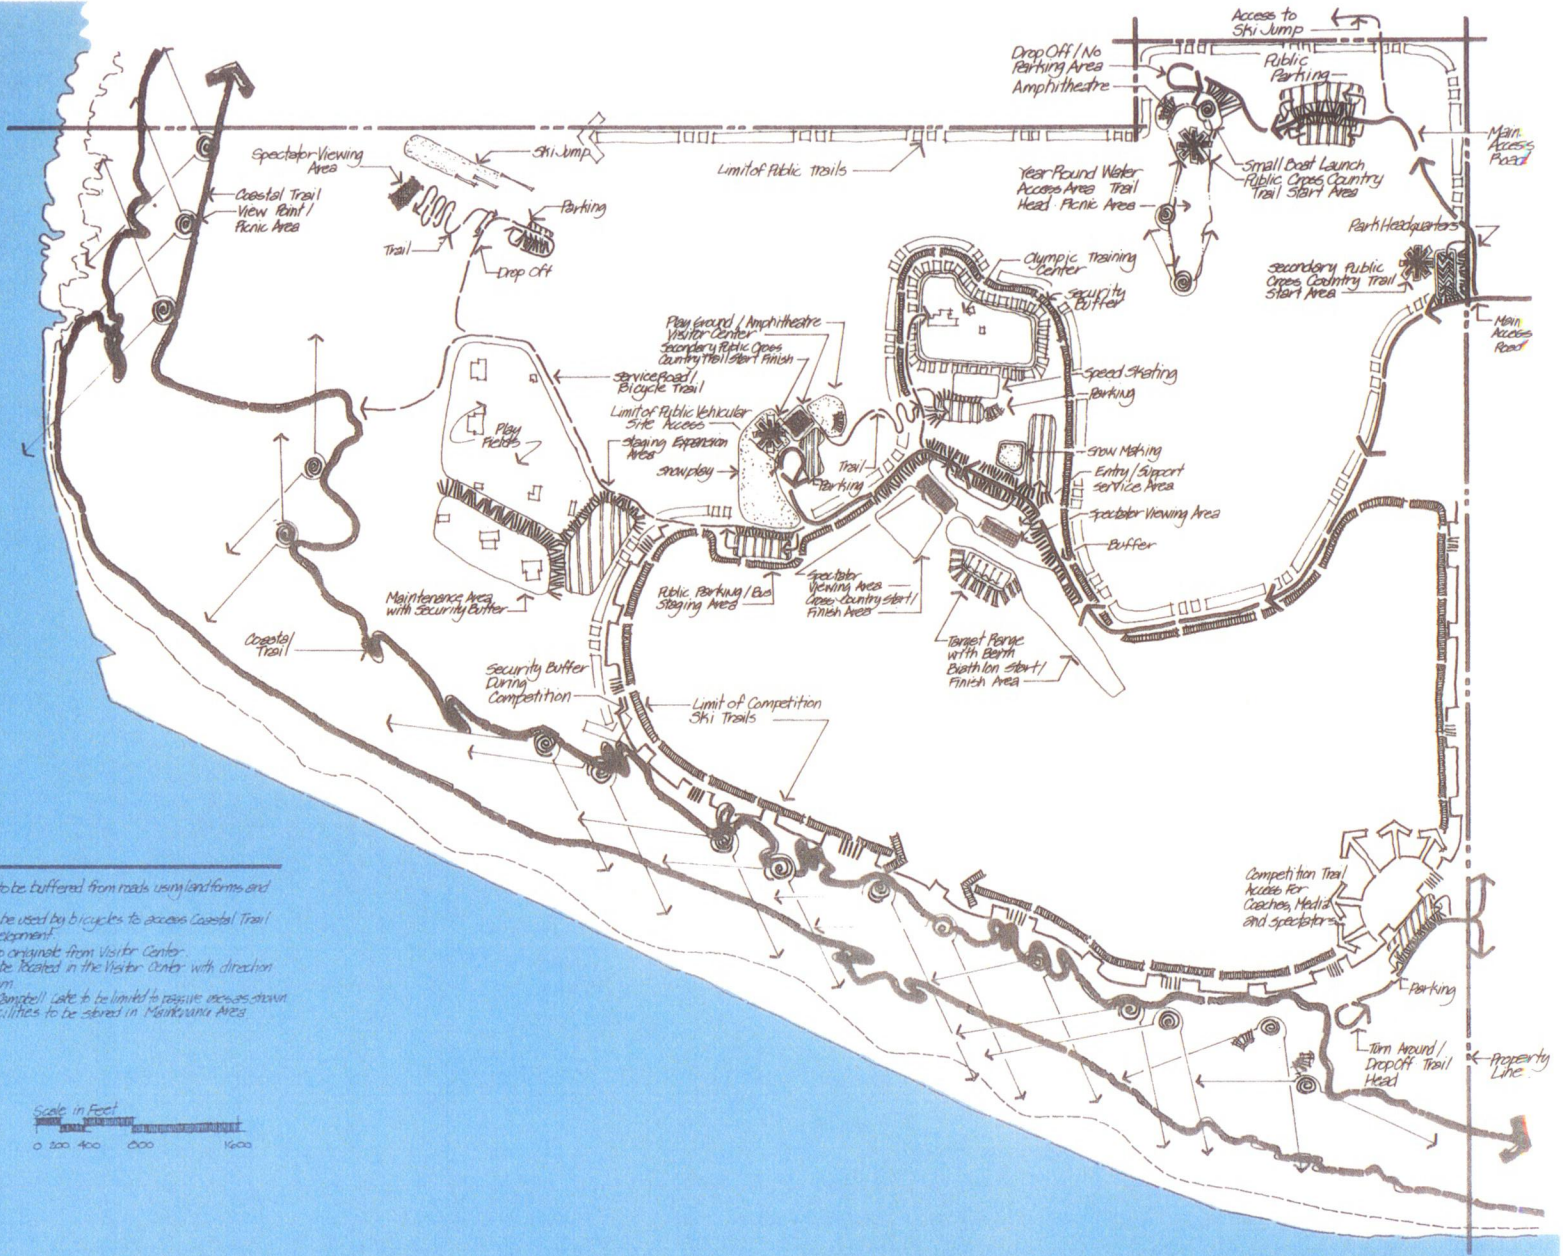 Access to
Ski Jump
Drop Off / No
Parking Area
Amphitheatre
Public
Parking
Main
Access
Road
Spectator Viewing
Area
Ski Jump
Limit of Public Trails
Year Round Water
Access Area Trail
Head Picnic Area
Small Boat Launch
Public Cross Country
Trail Start Area
Coastal Trail
View Point /
Picnic Area
Parking
Trail
Drop Off
Park Headquarters
Secondary Public
Cross Country Trail
Start Area
Main
Access
Road
Olympic Training
Center
Security
Buffer
Play Ground / Amphitheatre
Visitor Center
Secondary Public Cross
Country Trail Start Finish
Service Road /
Bicycle Trail
Speed Skating
Parking
Limit of Public Vehicular
Site Access
Staging Expansion
Area
Snowplay
Play
Fields
Trail
Parking
Snow Making
Entry / Support
Service Area
Spectator Viewing Area
Buffer
Maintenance Area
with Security Buffer
Public Parking / Bus
Staging Area
Spectator
Viewing Area
Cross-Country Start /
Finish Area
Target Range
with Berm
Biathlon Start /
Finish Area
Coastal
Trail
Security Buffer
During
Competition
Limit of Competition
Ski Trails
Competition Trail
Access For
Coaches, Media
and Spectators
Parking
Turn Around /
Drop Off Trail
Head
Property
Line
to be buffered from roads using landforms and
be used by bicycles to access Coastal Trail
elopment.
o originate from Visitor Center.
be located in the Visitor Center with direction
m
Campbell Lake to be limited to passive uses as shown
cilities to be stored in Maintenance Area
Scale in Feet
0 200 400 800 1600